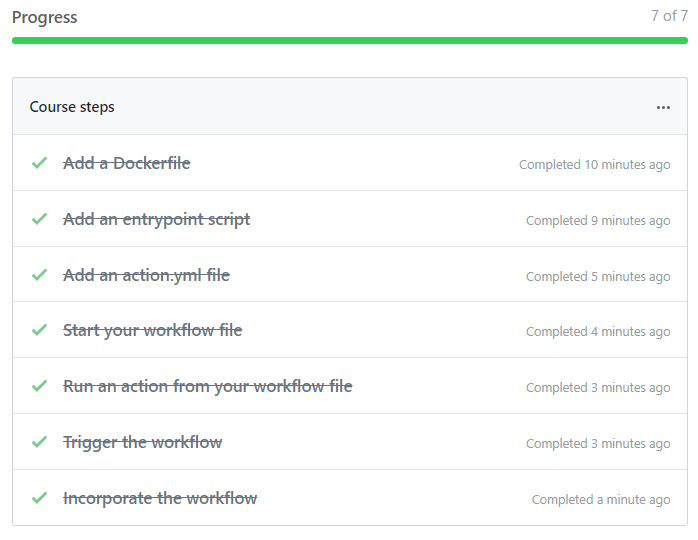 Progress
7 of 7
Course steps
Add a Dockerfile
Completed 10 minutes ago
Add an entrypoint script
Completed 9 minutes ago
Add an action.yml file
Completed 5 minutes ago
Start your workflow file
Completed 4 minutes ago
Run an action from your workflow file
Completed 3 minutes ago
Trigger the workflow
Completed 3 minutes ago
Incorporate the workflow
Completed a minute ago